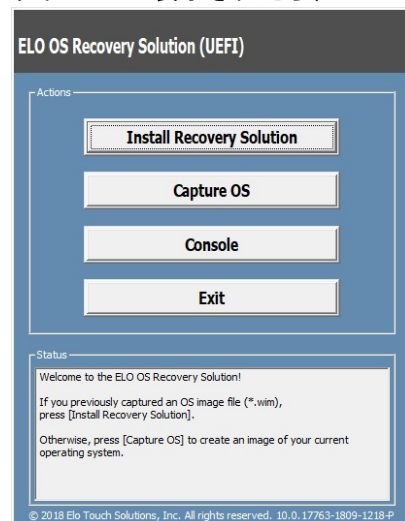 ELO OS Recovery Solution (UEFI)
Actions
Install Recovery Solution
Capture OS
Console
Exit
Status
Welcome to the ELO OS Recovery Solution!
If you previously captured an OS image file (*.wim),
press [Install Recovery Solution].
Otherwise, press [Capture OS] to create an image of your current
operating system.
© 2018 Elo Touch Solutions, Inc. All rights reserved. 10.0.17763-1809-1218-P